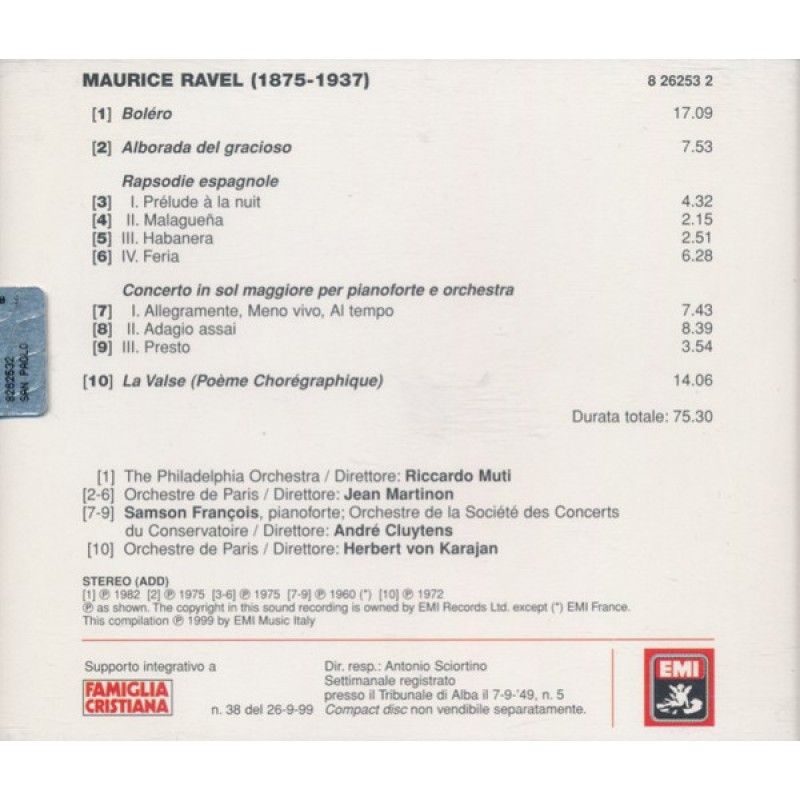 MAURICE RAVEL (1875-1937) 8 26253 2
[1] Boléro 17.09
[2] Alborada del gracioso 7.53
Rapsodie espagnole
[3] I. Prélude à la nuit 4.32
[4] II. Malagueña 2.15
[5] III. Habanera 2.51
[6] IV. Feria 6.28
Concerto in sol maggiore per pianoforte e orchestra
[7] I. Allegramente, Meno vivo, Al tempo 7.43
[8] II. Adagio assai 8.39
[9] III. Presto 3.54
[10] La Valse (Poème Chorégraphique) 14.06
Durata totale: 75.30
[1] The Philadelphia Orchestra / Direttore: Riccardo Muti
[2-6] Orchestre de Paris / Direttore: Jean Martinon
[7-9] Samson François, pianoforte; Orchestre de la Société des Concerts
du Conservatoire / Direttore: André Cluytens
[10] Orchestre de Paris / Direttore: Herbert von Karajan
STEREO (ADD)
[1] ℗ 1982 [2] ℗ 1975 [3-6] ℗ 1975 [7-9] ℗ 1960 (*) [10] ℗ 1972
℗ as shown. The copyright in this sound recording is owned by EMI Records Ltd. except (*) EMI France.
This compilation ℗ 1999 by EMI Music Italy
Supporto integrativo a
FAMIGLIA
CRISTIANA
n. 38 del 26-9-99
Dir. resp.: Antonio Sciortino
Settimanale registrato
presso il Tribunale di Alba il 7-9-'49, n. 5
Compact disc non vendibile separatamente.
EMI
8262532
SAN PAOLO